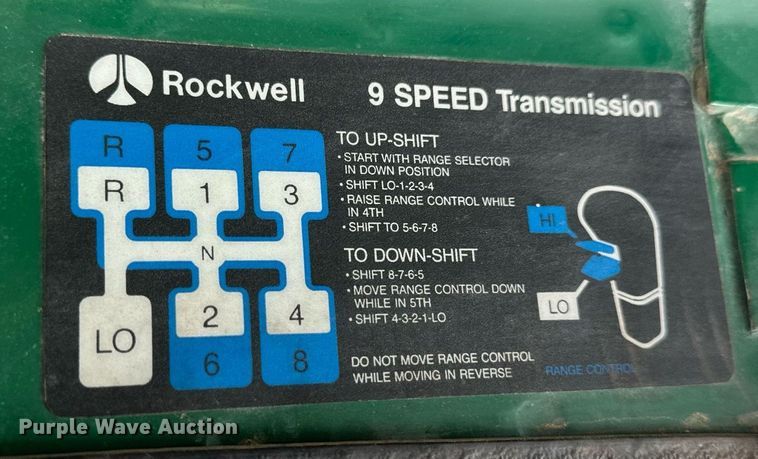 Rockwell
9 SPEED Transmission
R 5 7
R 1 3
N
2 4
LO
6 8
TO UP-SHIFT
• START WITH RANGE SELECTOR
IN DOWN POSITION
• SHIFT LO-1-2-3-4
• RAISE RANGE CONTROL WHILE
IN 4TH
• SHIFT TO 5-6-7-8
TO DOWN-SHIFT
• SHIFT 8-7-6-5
• MOVE RANGE CONTROL DOWN
WHILE IN 5TH
• SHIFT 4-3-2-1-LO
DO NOT MOVE RANGE CONTROL
WHILE MOVING IN REVERSE
HI
LO
RANGE CONTROL
Purple Wave Auction